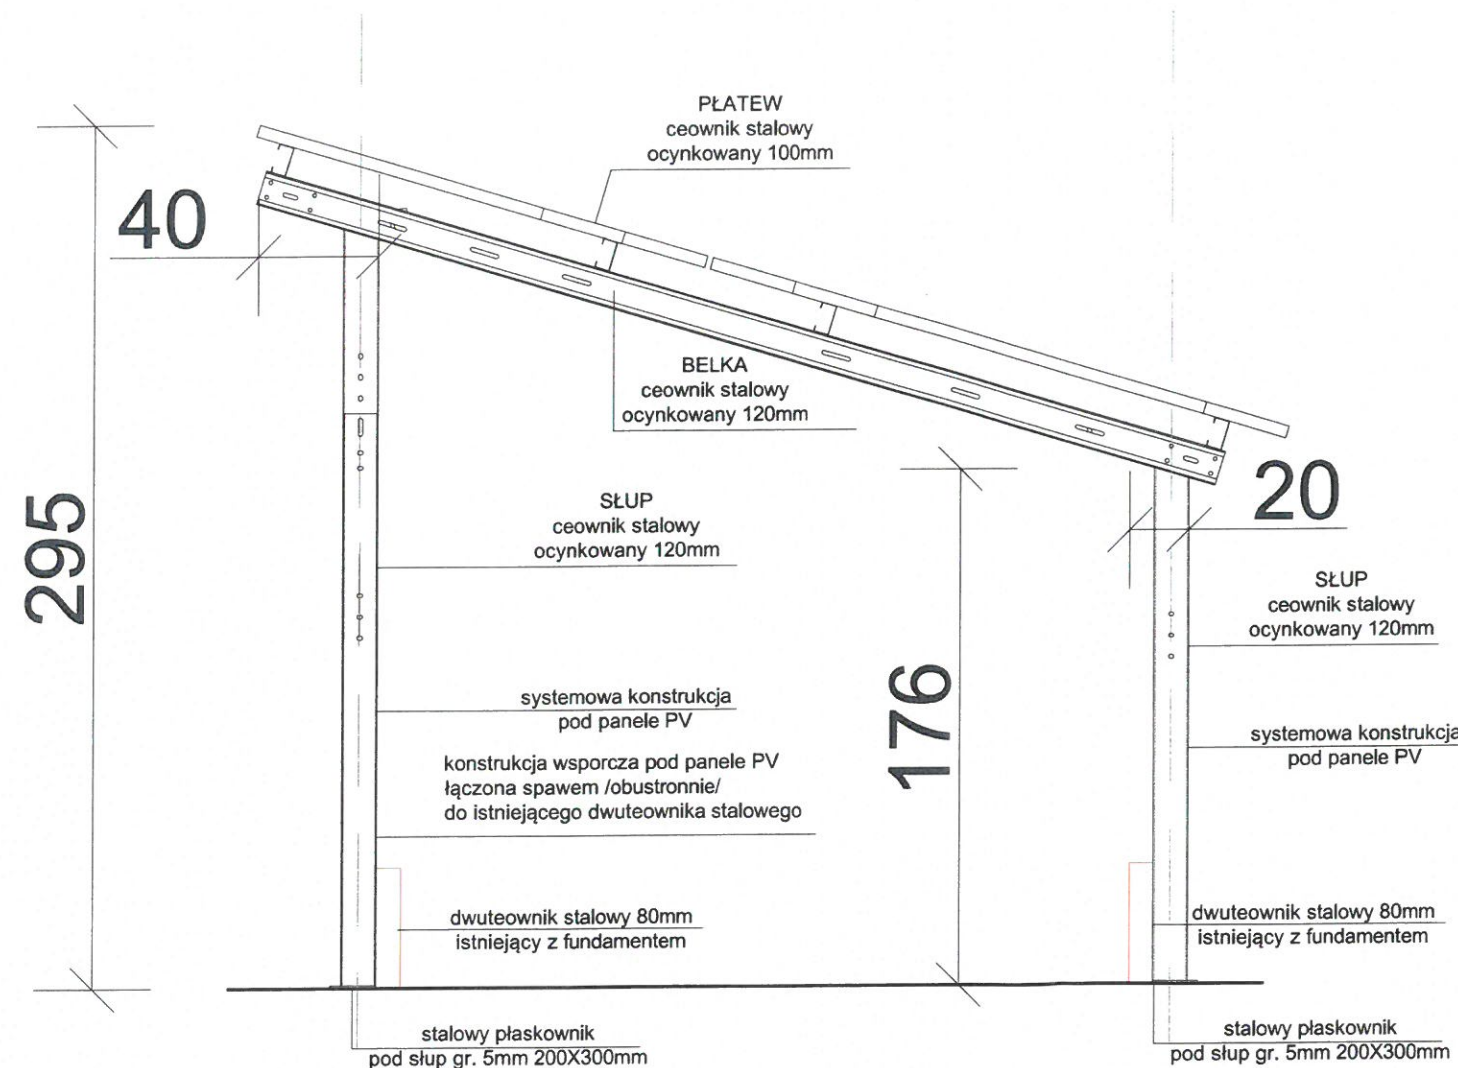 PŁATEW
ceownik stalowy
ocynkowany 100mm
40
BELKA
ceownik stalowy
ocynkowany 120mm
295
SŁUP
ceownik stalowy
ocynkowany 120mm
20
SŁUP
ceownik stalowy
ocynkowany 120mm
176
systemowa konstrukcja
pod panele PV
systemowa konstrukcja
pod panele PV
konstrukcja wsporcza pod panele PV
łączona spawem /obustronnie/
do istniejącego dwuteownika stalowego
dwuteownik stalowy 80mm
istniejący z fundamentem
dwuteownik stalowy 80mm
istniejący z fundamentem
stalowy płaskownik
pod słup gr. 5mm 200X300mm
stalowy płaskownik
pod słup gr. 5mm 200X300mm